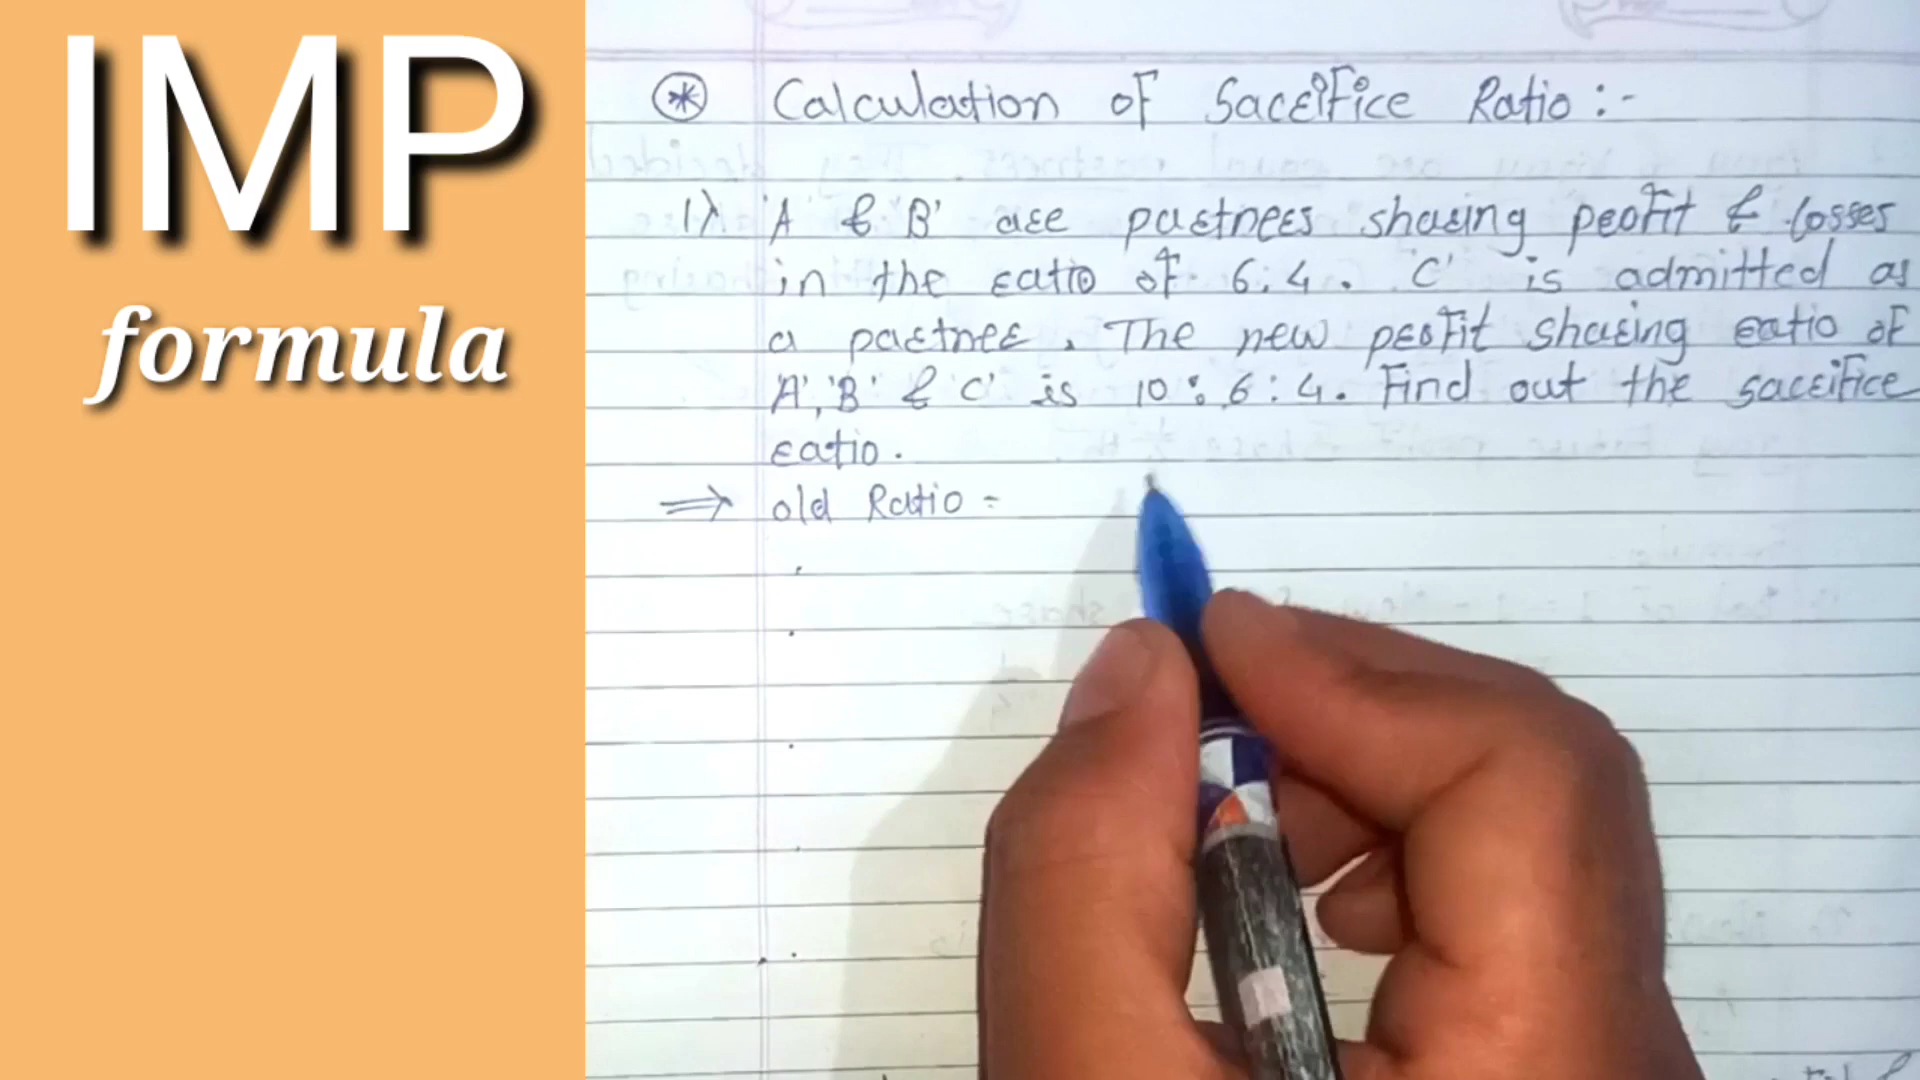 IMP
formula
* Calculation of Sacrifice Ratio :-
1) 'A' & 'B' are partners sharing profit & losses
in the ratio of 6:4. 'C' is admitted as
a partner. The new profit sharing ratio of
'A', 'B' & 'C' is 10:6:4. Find out the sacrifice
ratio.
⇒ old Ratio =